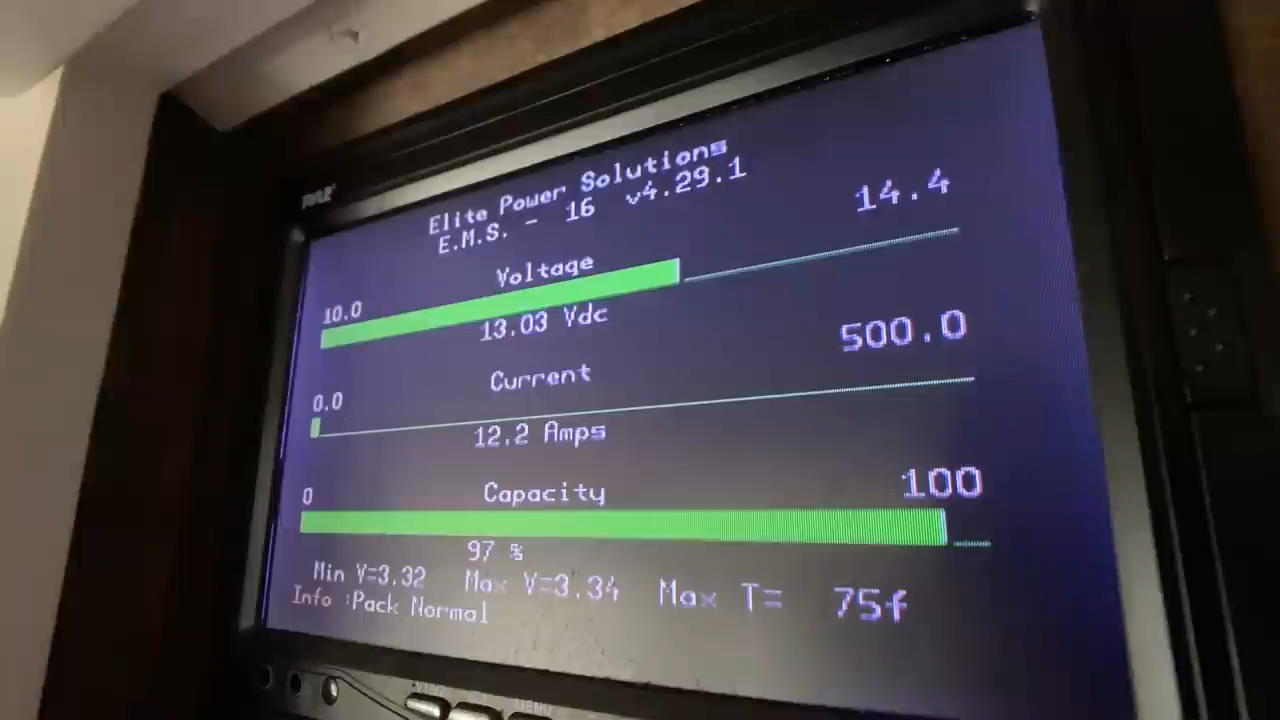 PYLE
Elite Power Solutions
E.M.S. - 16 v4.29.1
14.4
Voltage
10.0
13.03 Vdc
500.0
Current
0.0
12.2 Amps
0 Capacity 100
97 %
Min V=3.32 Max V=3.34 Max T= 75f
Info :Pack Normal
MENU